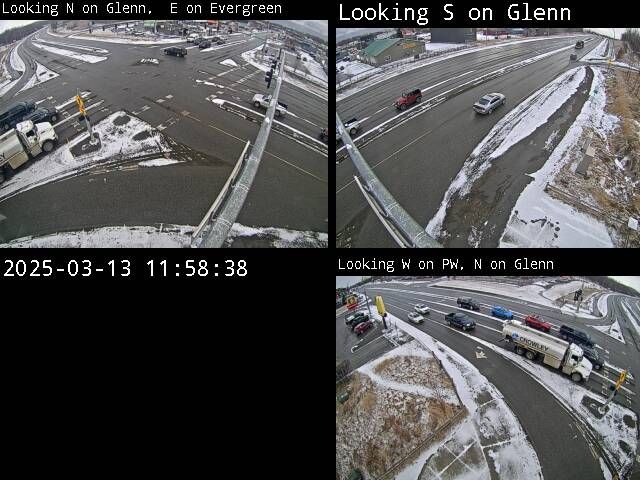 Looking N on Glenn,  E on Evergreen
Looking S on Glenn
2025-03-13 11:58:38
Looking W on PW, N on Glenn
CROWLEY